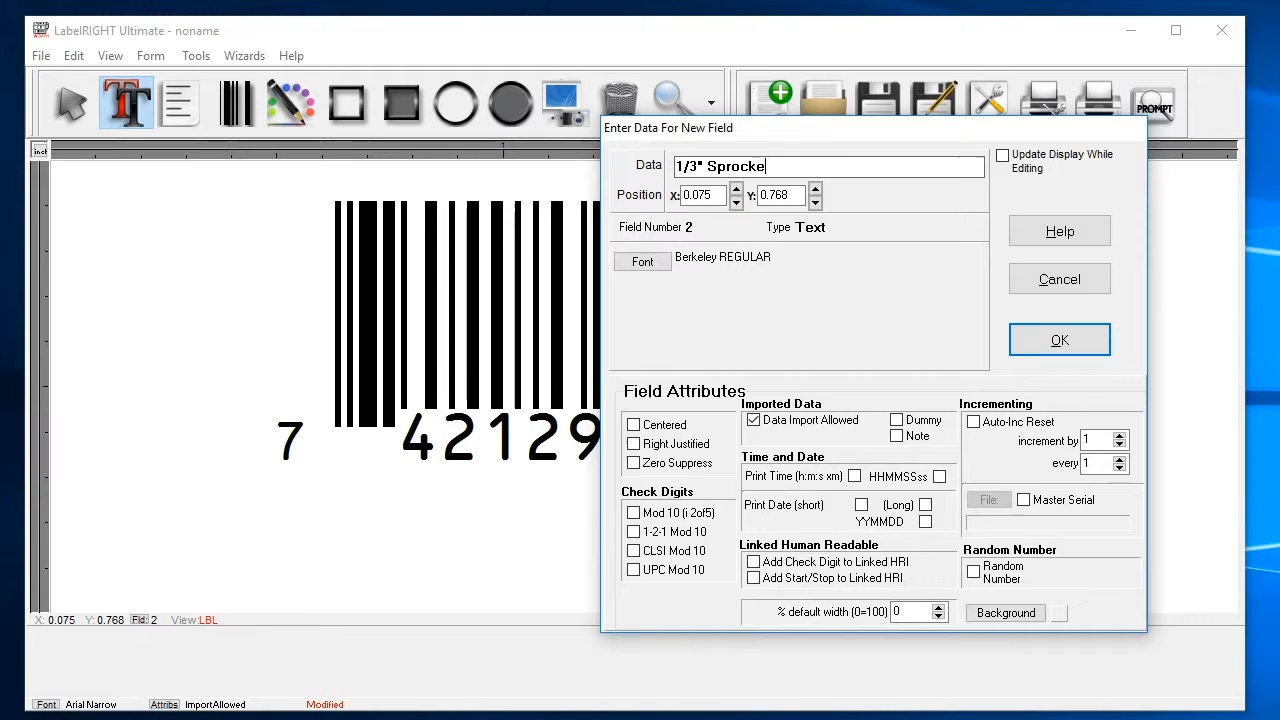 LabelRIGHT Ultimate - noname
File Edit View Form Tools Wizards Help
PROMPT
inch
Enter Data For New Field
Data 1/3" Sprocke
Update Display While
Editing
Position X: 0.075 Y: 0.768
Field Number 2 Type Text
Help
Font Berkeley REGULAR
Cancel
OK
7 42129
Field Attributes
Centered
Right Justified
Zero Suppress
Check Digits
Mod 10 (i 2of5)
1-2-1 Mod 10
CLSI Mod 10
UPC Mod 10
Imported Data
Data Import Allowed Dummy
Note
Time and Date
Print Time (h:m:s xm) HHMMSSss
Print Date (short) (Long)
YYMMDD
Linked Human Readable
Add Check Digit to Linked HRI
Add Start/Stop to Linked HRI
% default width (0=100) 0
Incrementing
Auto-Inc Reset
increment by 1
every 1
File: Master Serial
Random Number
Random
Number
Background
X: 0.075 Y: 0.768 Fld: 2 View: LBL
Font Arial Narrow Attribs ImportAllowed Modified